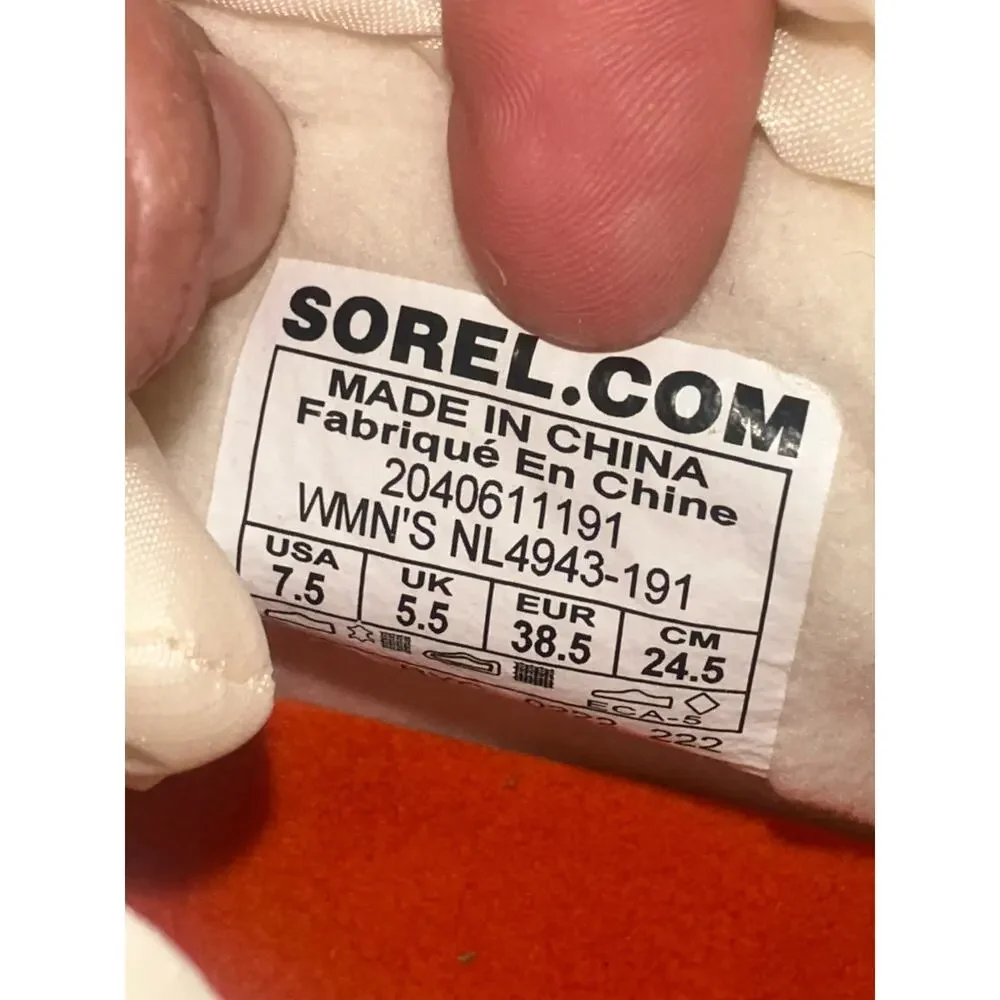 SOREL.COM
MADE IN CHINA
Fabriqué En Chine
2040611191
WMN'S NL4943-191
USA UK EUR CM
7.5 5.5 38.5 24.5
ECA-5
222